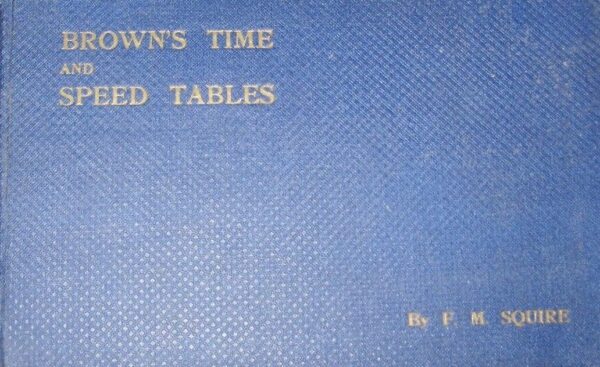 BROWN'S TIME
AND
SPEED TABLES
By F. M. SQUIRE